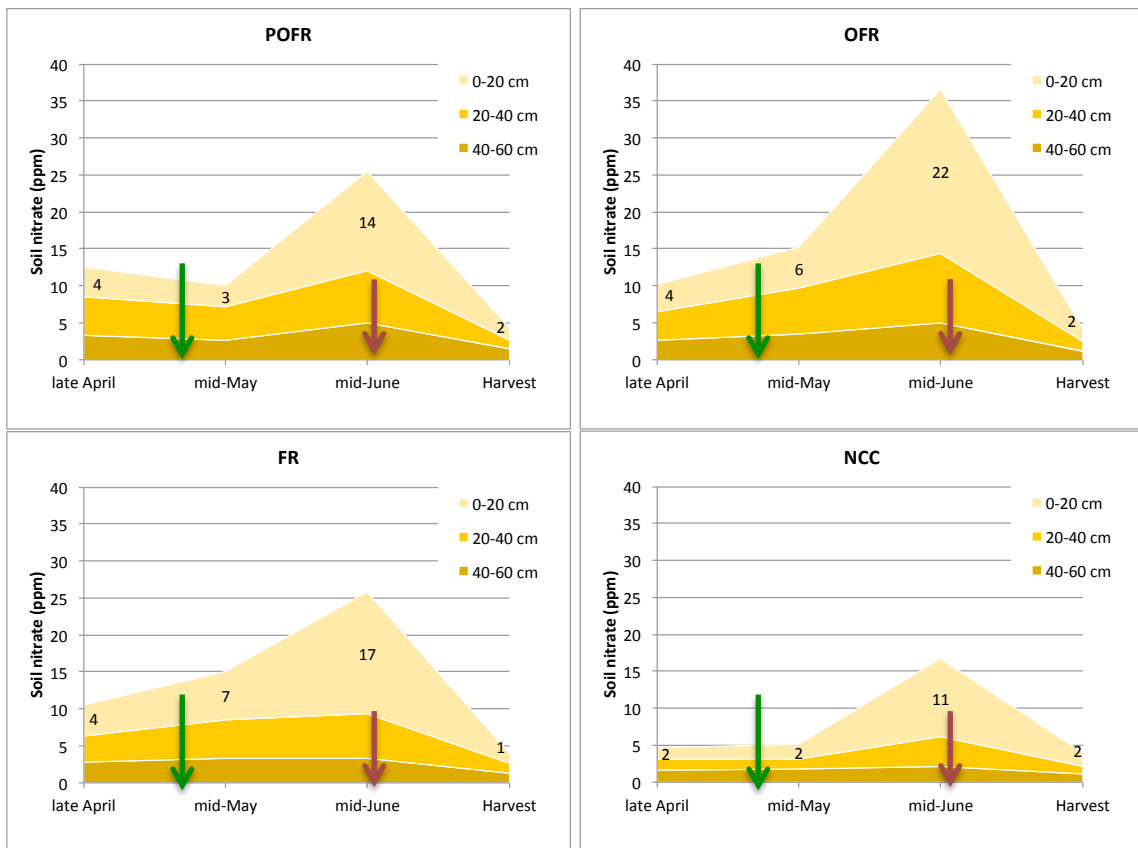 POFR
40
35
30
25
20
15
10
5
0
Soil nitrate (ppm)
0-20 cm
20-40 cm
40-60 cm
14
4
3
2
late April mid-May mid-June Harvest
OFR
40
35
30
25
20
15
10
5
0
Soil nitrate (ppm)
0-20 cm
20-40 cm
40-60 cm
22
4
6
2
late April mid-May mid-June Harvest
FR
40
35
30
25
20
15
10
5
0
Soil nitrate (ppm)
0-20 cm
20-40 cm
40-60 cm
17
4
7
1
late April mid-May mid-June Harvest
NCC
40
35
30
25
20
15
10
5
0
Soil nitrate (ppm)
0-20 cm
20-40 cm
40-60 cm
11
2
2
2
late April mid-May mid-June Harvest